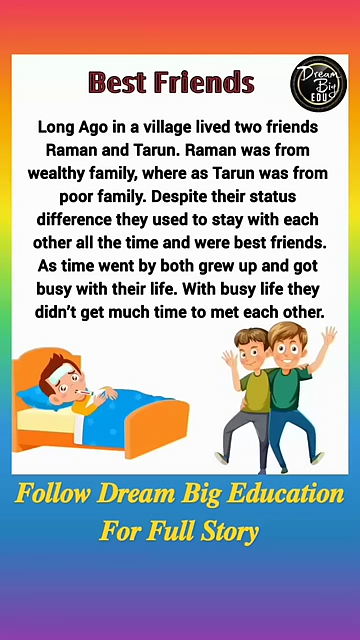 Best Friends
Dream
Big
EDU
Long Ago in a village lived two friends
Raman and Tarun. Raman was from
wealthy family, where as Tarun was from
poor family. Despite their status
difference they used to stay with each
other all the time and were best friends.
As time went by both grew up and got
busy with their life. With busy life they
didn't get much time to met each other.
Follow Dream Big Education
For Full Story